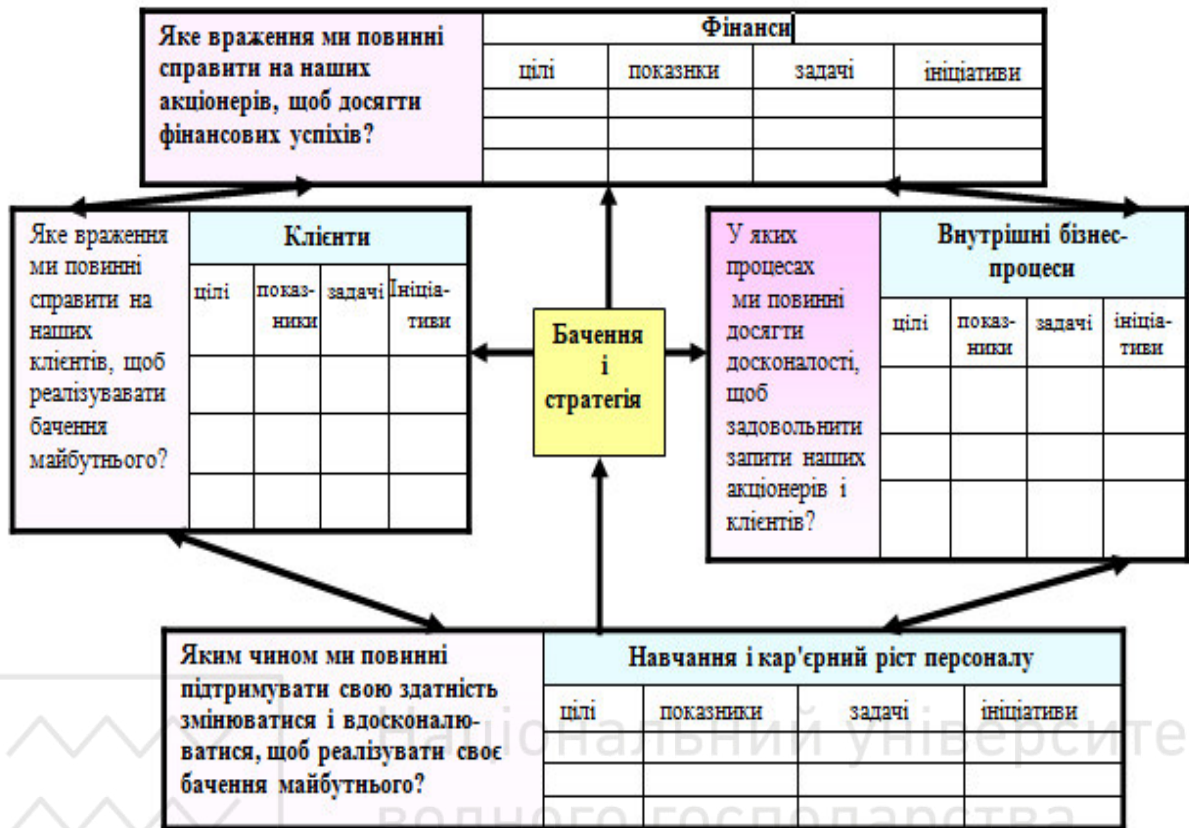 Яке враження ми повинні
справити на наших
акціонерів, щоб досягти
фінансових успіхів?
Фінанси
цілі показнки задачі ініціативи
Яке враження
ми повинні
справити на
наших
клієнтів, щоб
реалізувавати
бачення
майбутнього?
Клієнти
цілі показ- задачі Ініціа-
ники тиви
Бачення
і
стратегія
У яких
процесах
ми повинні
досягти
досконалості,
щоб
задовольнити
запити наших
акціонерів і
клієнтів?
Внутрішні бізнес-
процеси
цілі показ- задачі ініціа-
ники тиви
Яким чином ми повинні
підтримувати свою здатність
змінюватися і вдосконалю-
ватися, щоб реалізувати своє
бачення майбутнього?
Навчання і кар'єрний ріст персоналу
цілі показники задачі ініціативи
Національний університе
водного господарства